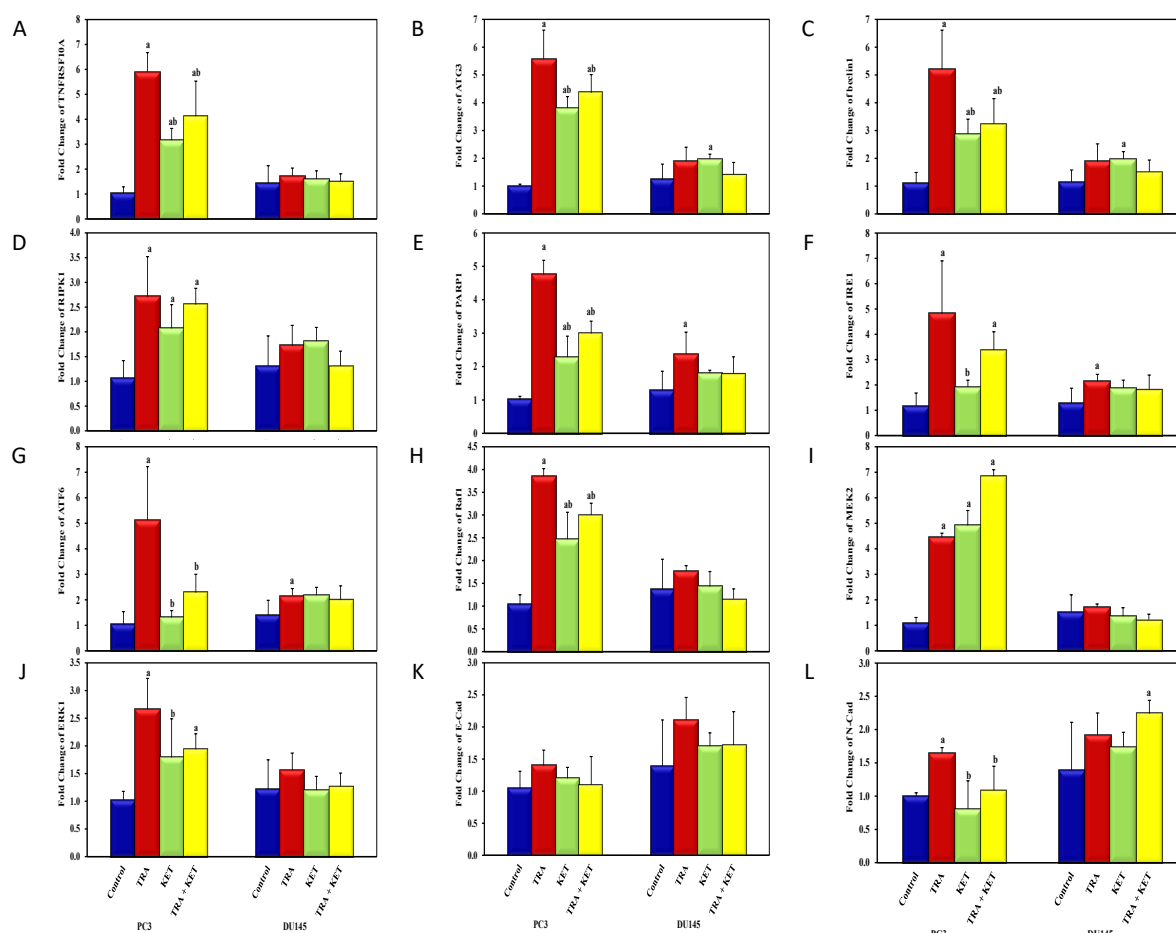 A
Fold Change of TNFRSF10A
8
7
6
5
4
3
2
1
0
a
ab
ab
B
Fold Change of ATG3
7
6
5
4
3
2
1
0
a
ab
ab
a
C
Fold Change of beclin1
7
6
5
4
3
2
1
0
a
ab
ab
a
D
Fold Change of RIPK1
4.0
3.5
3.0
2.5
2.0
1.5
1.0
0.5
0.0
a
a
a
E
Fold Change of PARP1
6
5
4
3
2
1
0
a
ab
ab
a
F
Fold Change of IRE1
8
7
6
5
4
3
2
1
0
a
b
a
a
G
Fold Change of ATF6
8
7
6
5
4
3
2
1
0
a
b
b
a
H
Fold Change of Raf1
4.5
4.0
3.5
3.0
2.5
2.0
1.5
1.0
0.5
0.0
a
ab
ab
I
Fold Change of MEK2
8
7
6
5
4
3
2
1
0
a
a
a
J
Fold Change of ERK1
3.5
3.0
2.5
2.0
1.5
1.0
0.5
0.0
a
b
a
Control
TRA
KET
TRA + KET
Control
TRA
KET
TRA + KET
PC3
DU145
K
Fold Change of E-Cad
3.0
2.5
2.0
1.5
1.0
0.5
0.0
Control
TRA
KET
TRA + KET
Control
TRA
KET
TRA + KET
PC3
DU145
L
Fold Change of N-Cad
3.0
2.5
2.0
1.5
1.0
0.5
0.0
a
b
b
a
Control
TRA
KET
TRA + KET
Control
TRA
KET
TRA + KET
PC3
DU145